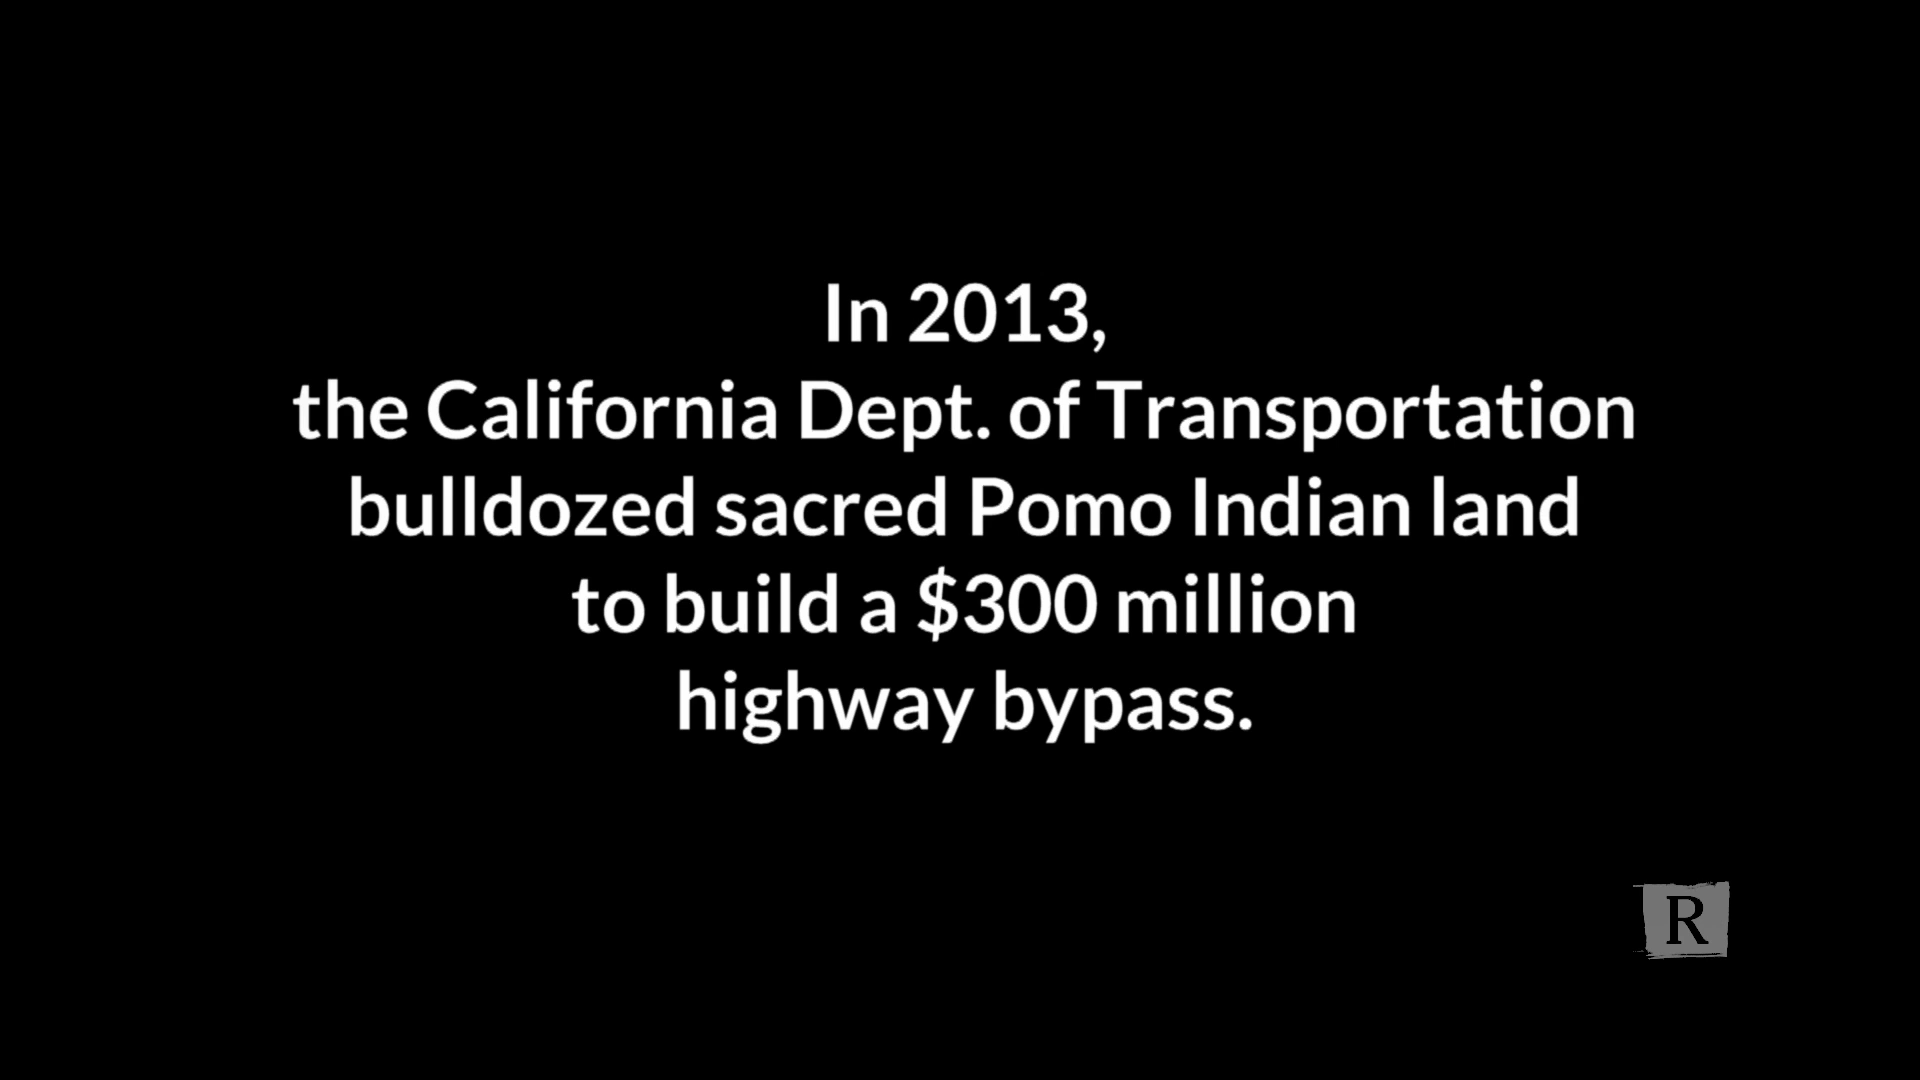 In 2013,
the California Dept. of Transportation
bulldozed sacred Pomo Indian land
to build a $300 million
highway bypass.
R